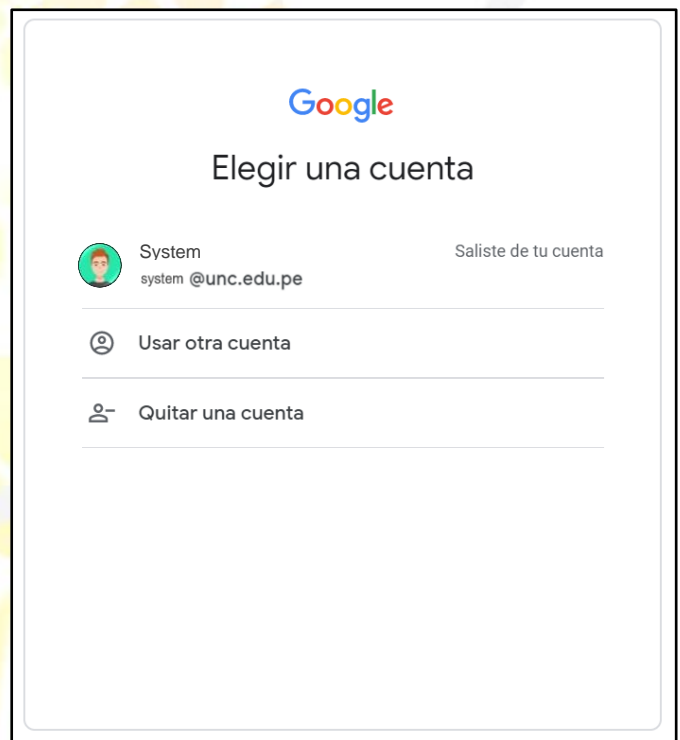 Google
Elegir una cuenta
System
Saliste de tu cuenta
system @unc.edu.pe
Usar otra cuenta
Quitar una cuenta